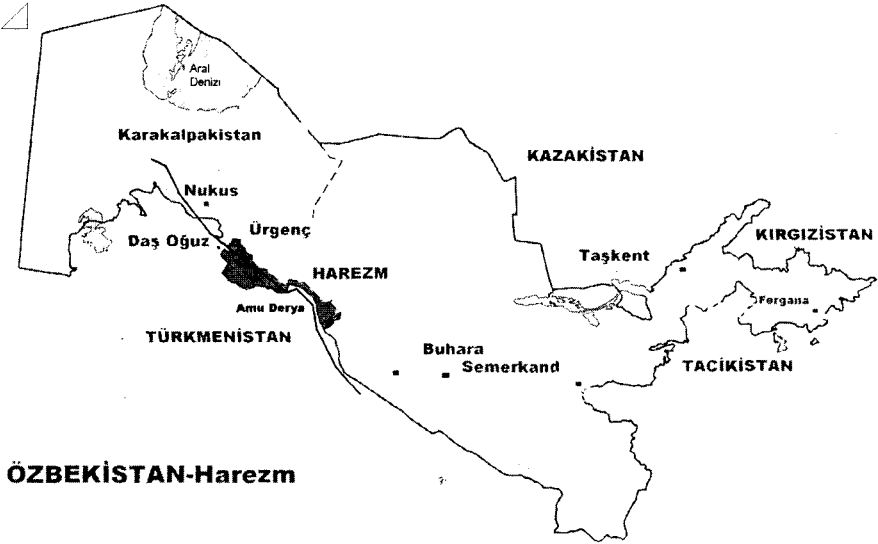 Aral
Denizi
Karakalpakistan
KAZAKİSTAN
Nukus
Ürgenç
Daş Oğuz
KIRGIZİSTAN
Taşkent
HAREZM
Fergana
Amu Derya
TÜRKMENİSTAN
Buhara
Semerkand
TACİKİSTAN
ÖZBEKİSTAN-Harezm